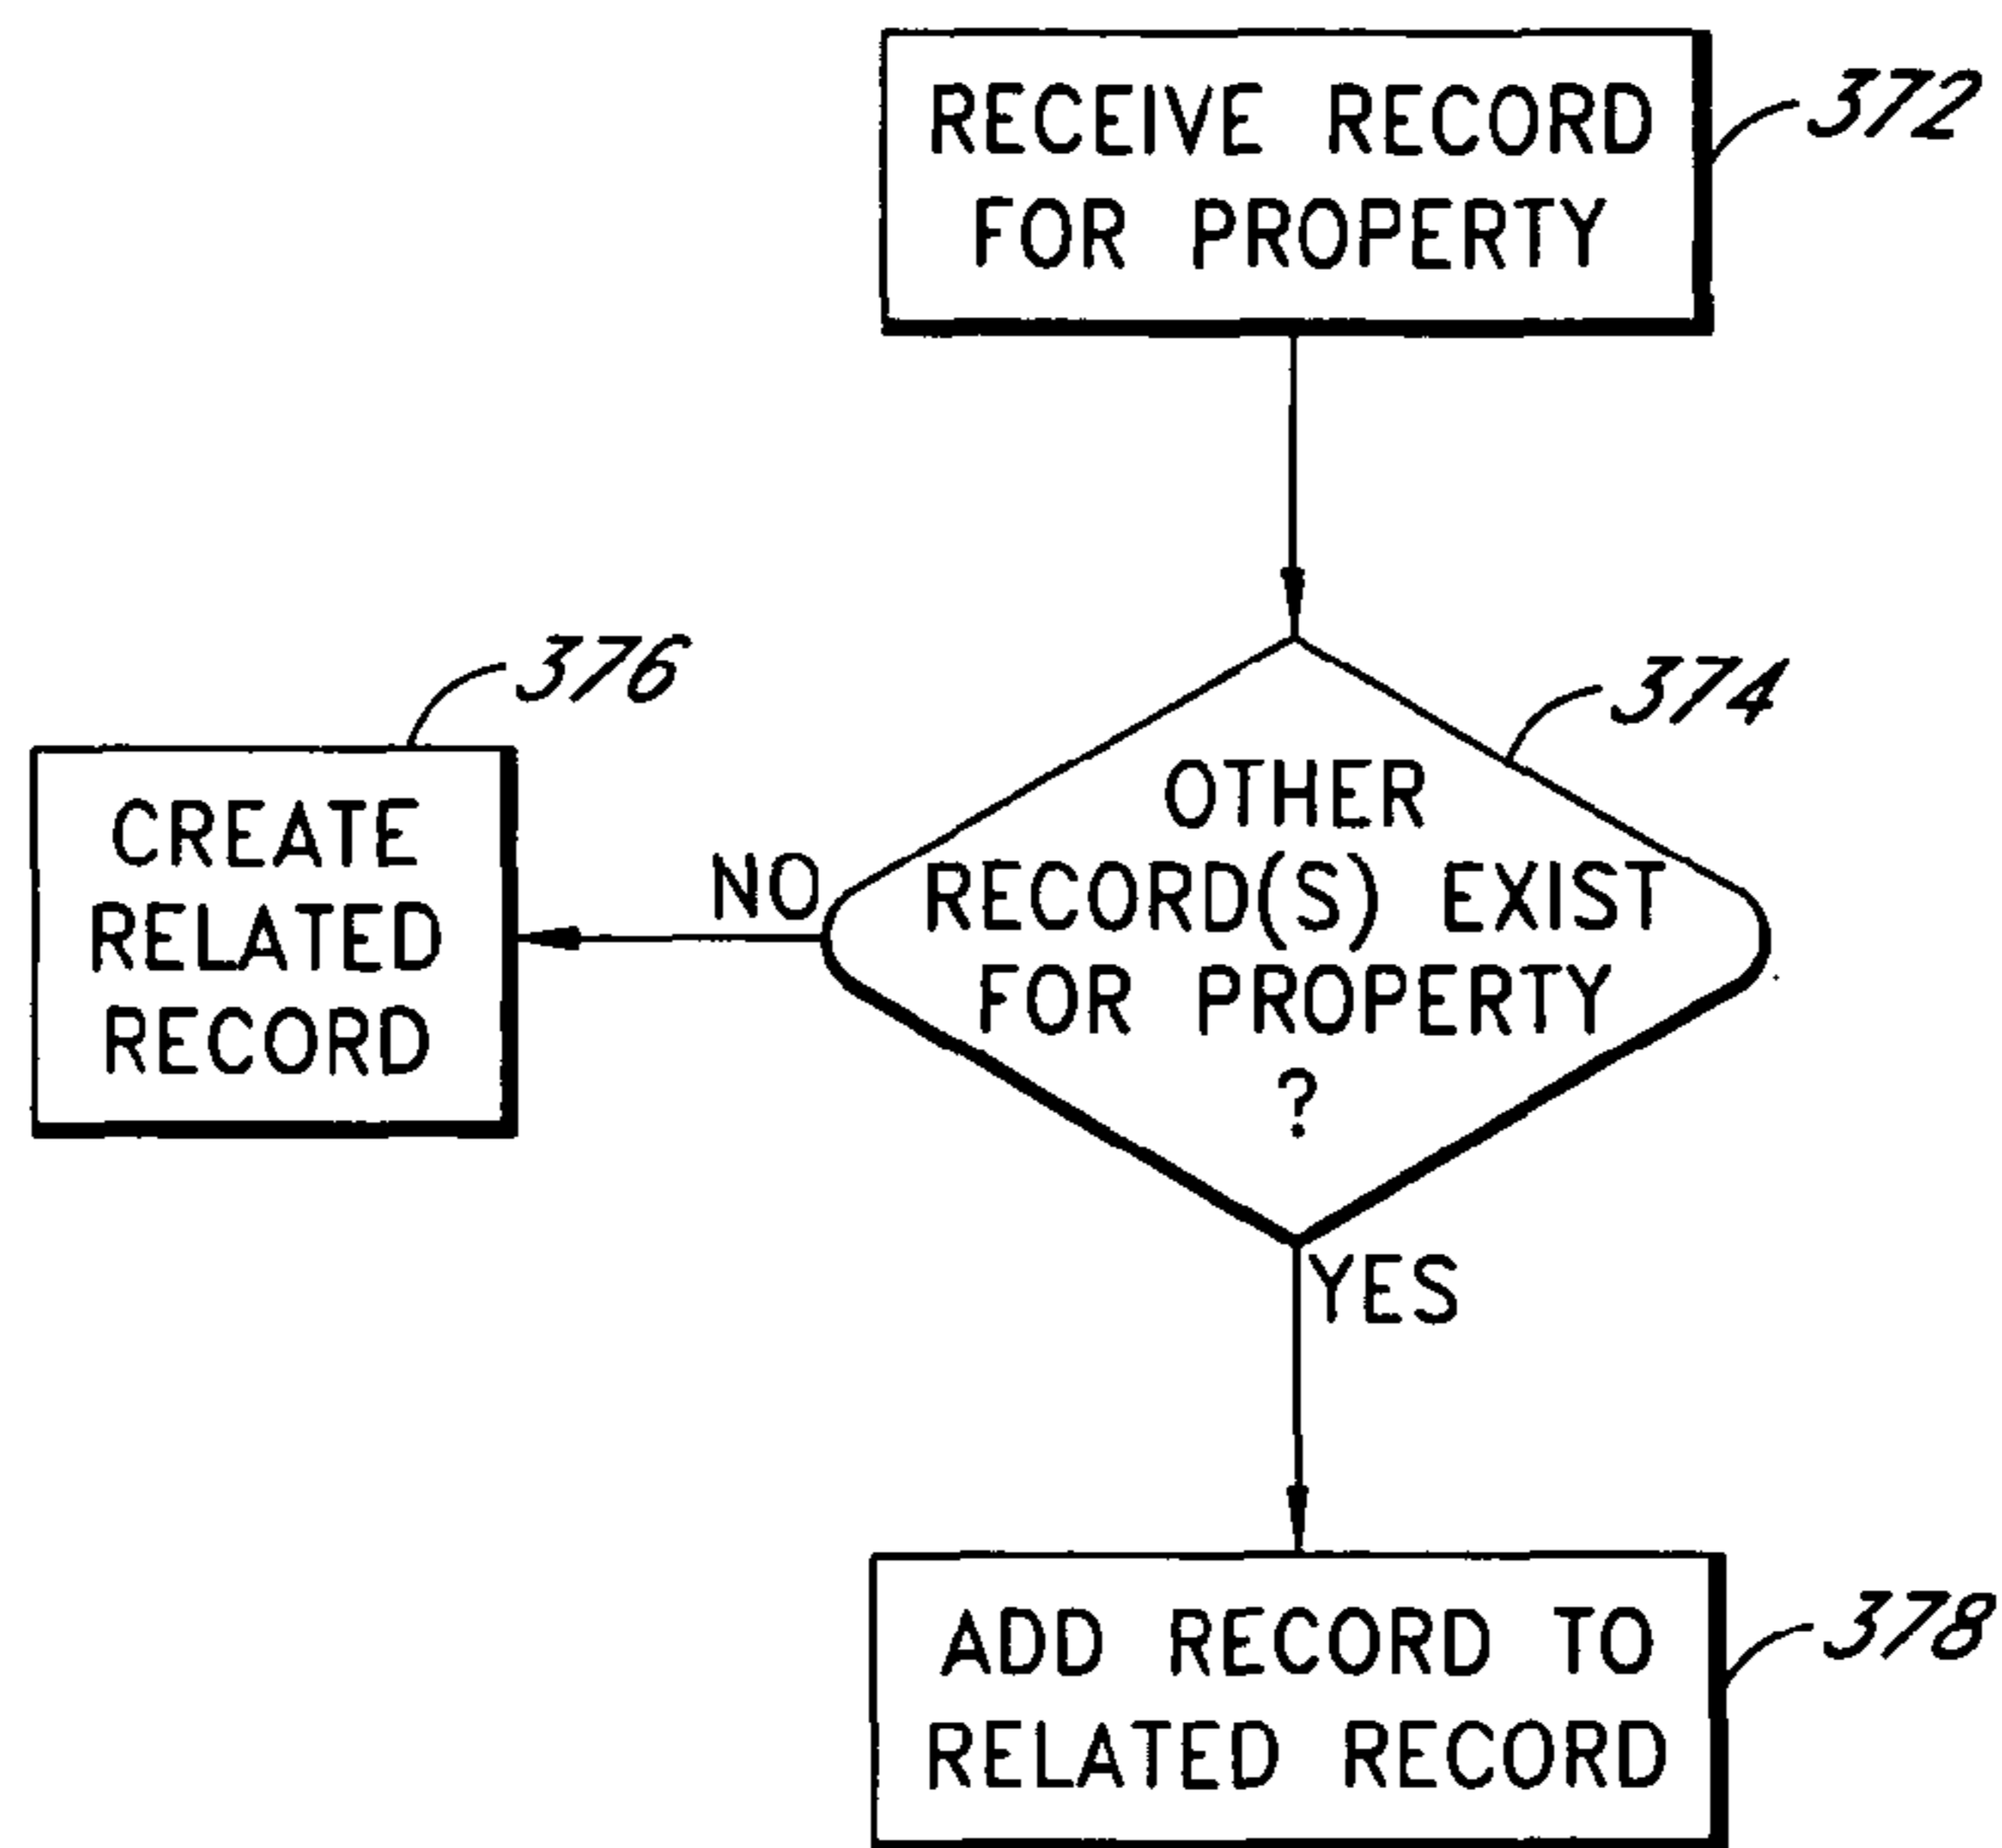 RECEIVE RECORD
FOR PROPERTY
372
376
374
CREATE
RELATED
RECORD
NO
OTHER
RECORD(S) EXIST
FOR PROPERTY
?
YES
ADD RECORD TO
RELATED RECORD
378